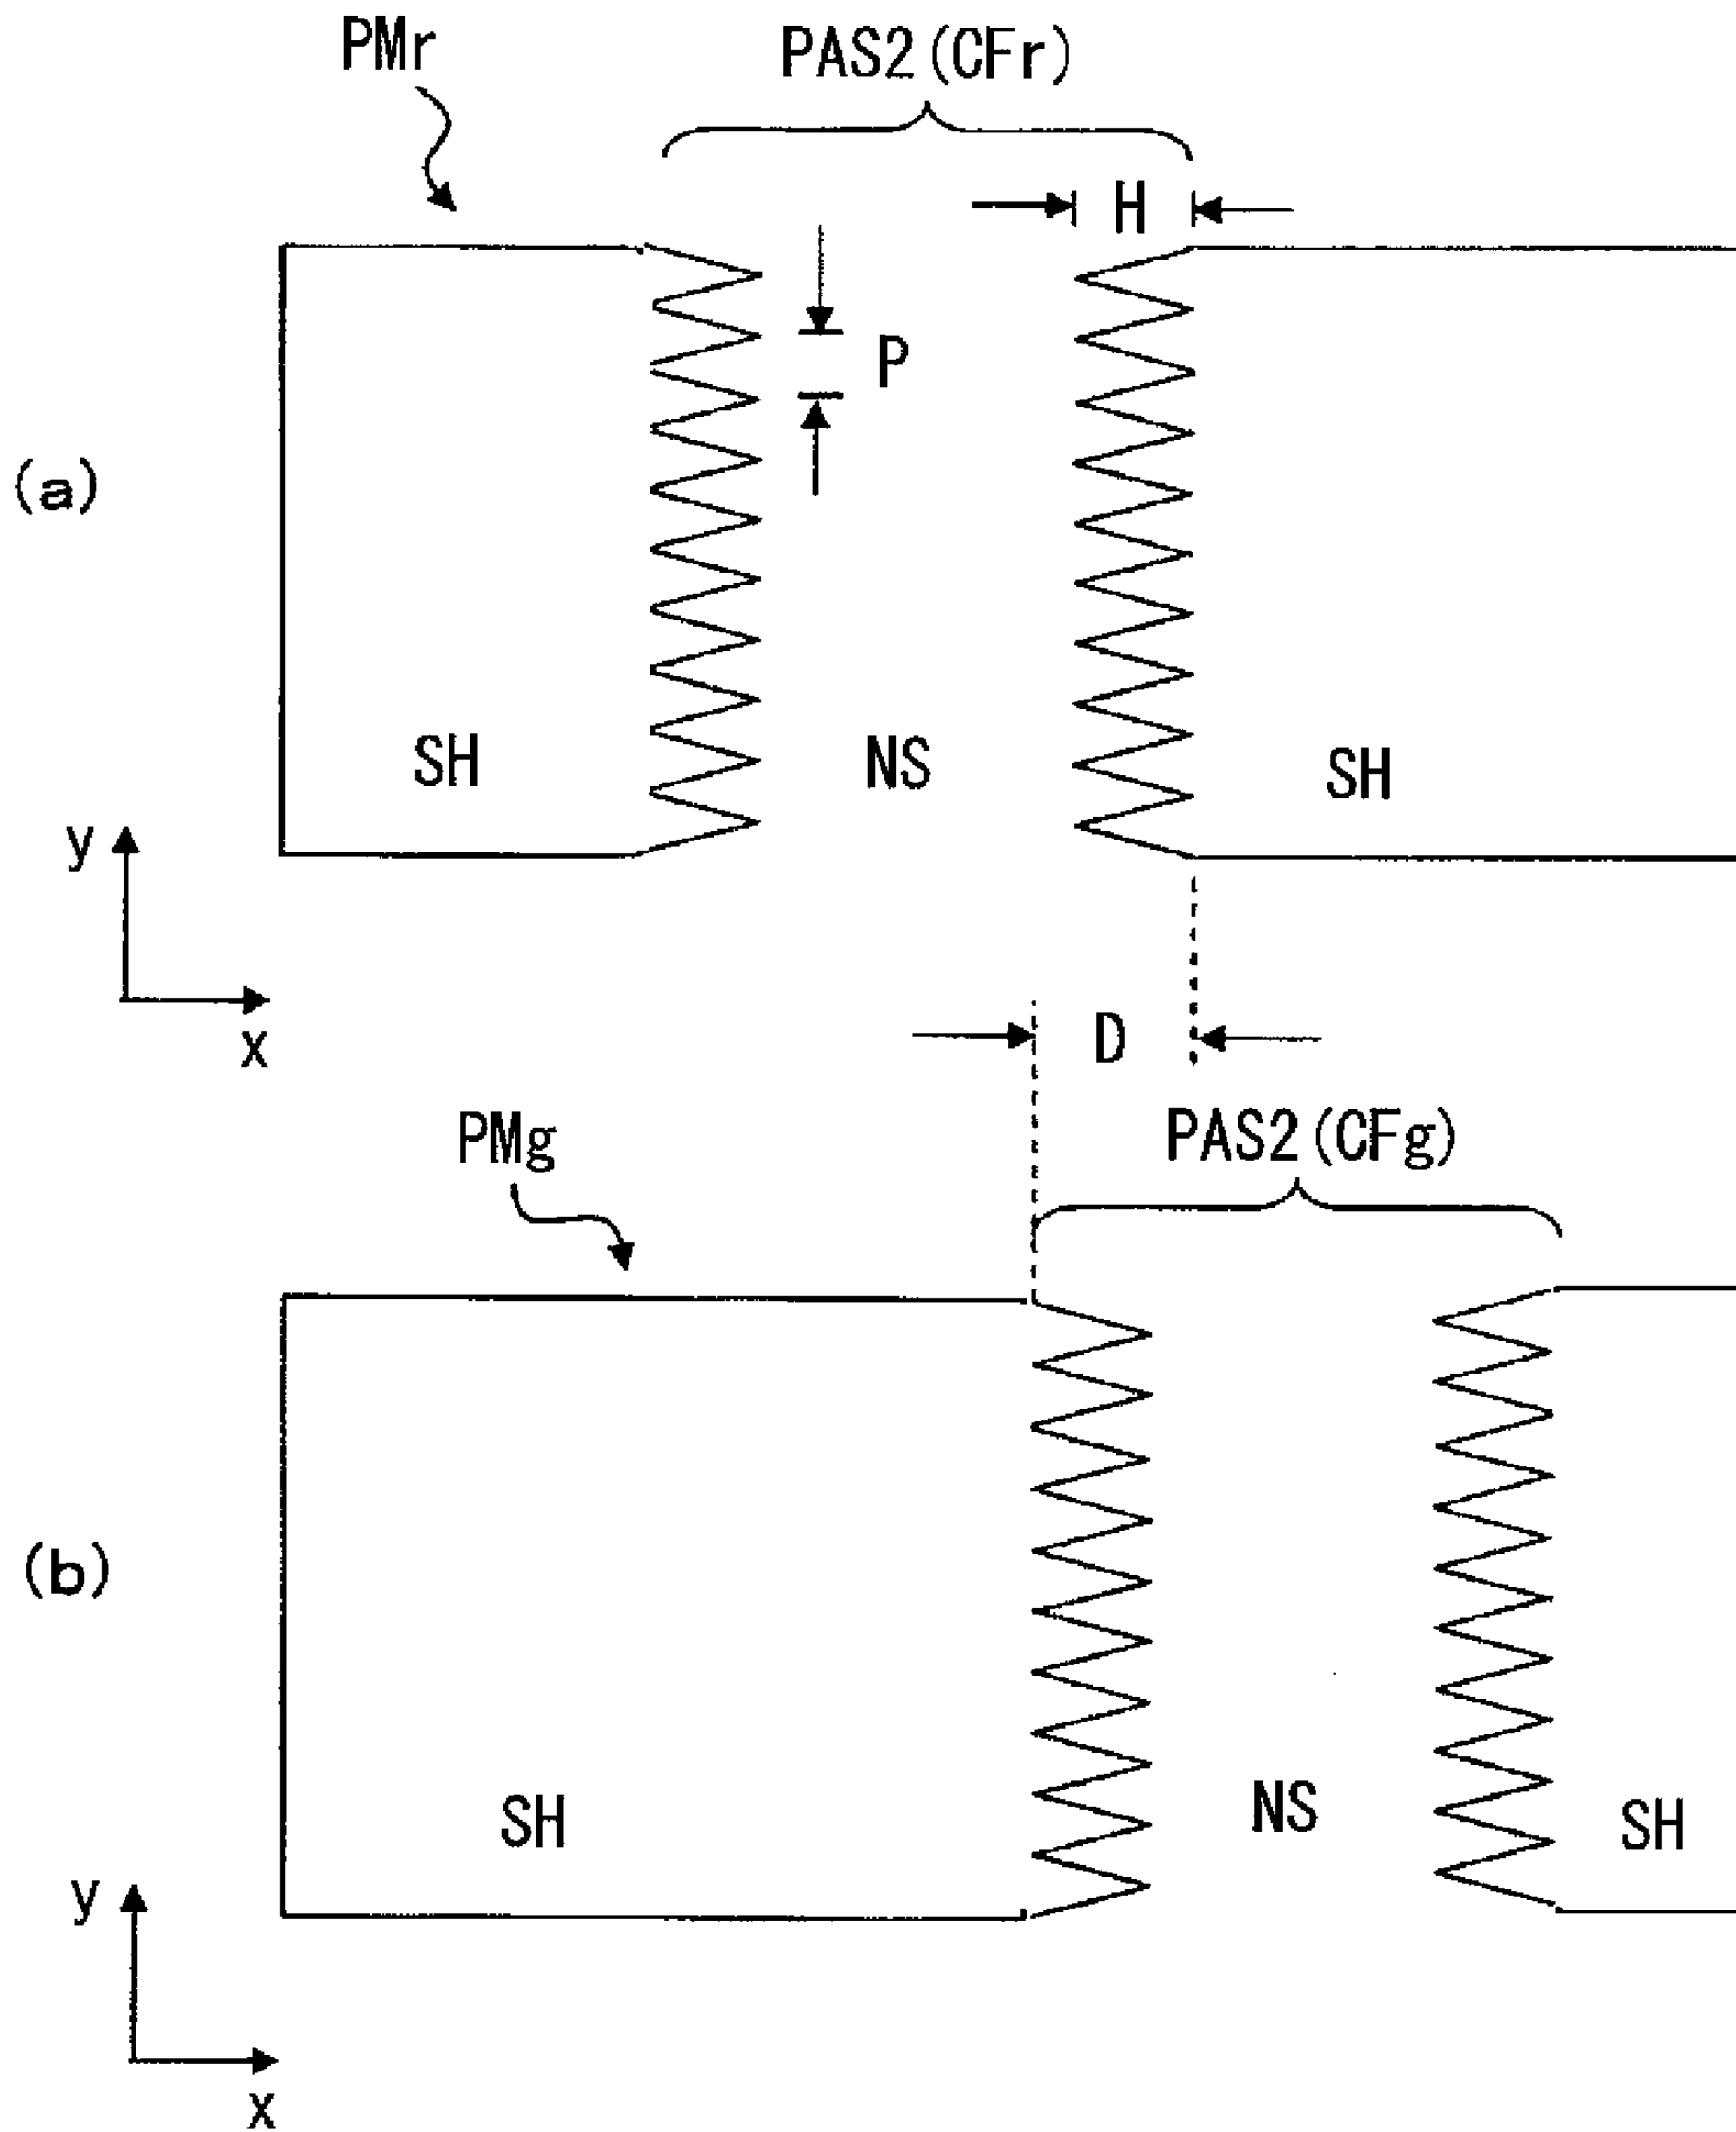 PMr
PAS2(CFr)
H
P
(a)
SH
NS
SH
y
x
D
PMg
PAS2(CFg)
(b)
SH
NS
SH
y
x